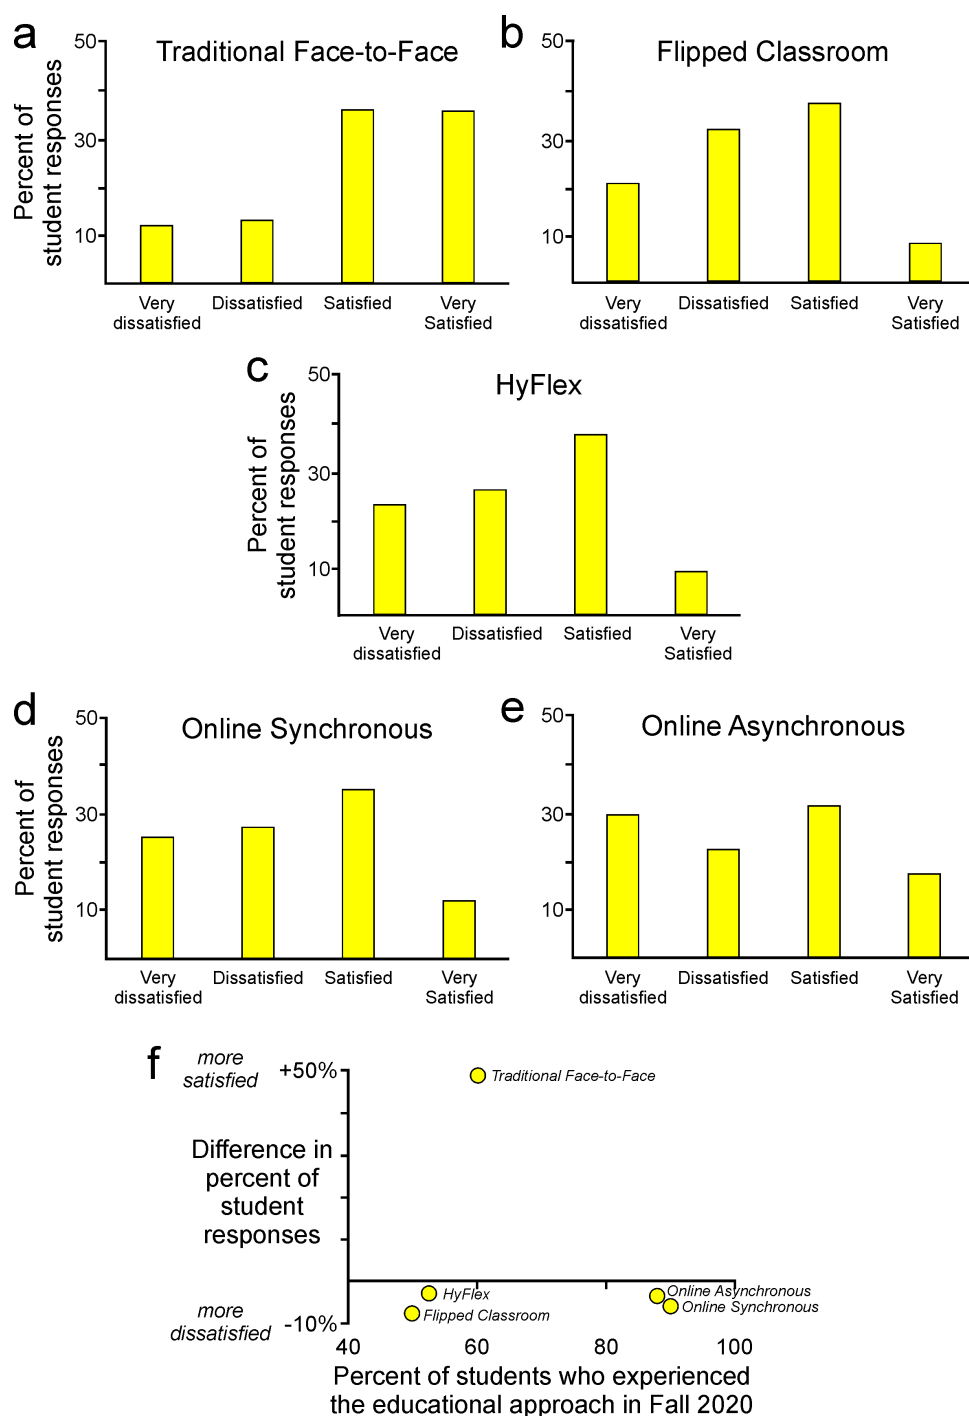 a
Traditional Face-to-Face
Percent of
student responses
50
30
10
Very
dissatisfied
Dissatisfied
Satisfied
Very
Satisfied
b
Flipped Classroom
50
30
10
Very
dissatisfied
Dissatisfied
Satisfied
Very
Satisfied
c
HyFlex
Percent of
student responses
50
30
10
Very
dissatisfied
Dissatisfied
Satisfied
Very
Satisfied
d
Online Synchronous
Percent of
student responses
50
30
10
Very
dissatisfied
Dissatisfied
Satisfied
Very
Satisfied
e
Online Asynchronous
50
30
10
Very
dissatisfied
Dissatisfied
Satisfied
Very
Satisfied
f
more
satisfied
+50%
Traditional Face-to-Face
Difference in
percent of
student
responses
HyFlex
Flipped Classroom
Online Asynchronous
Online Synchronous
more
dissatisfied
-10%
40
60
80
100
Percent of students who experienced
the educational approach in Fall 2020